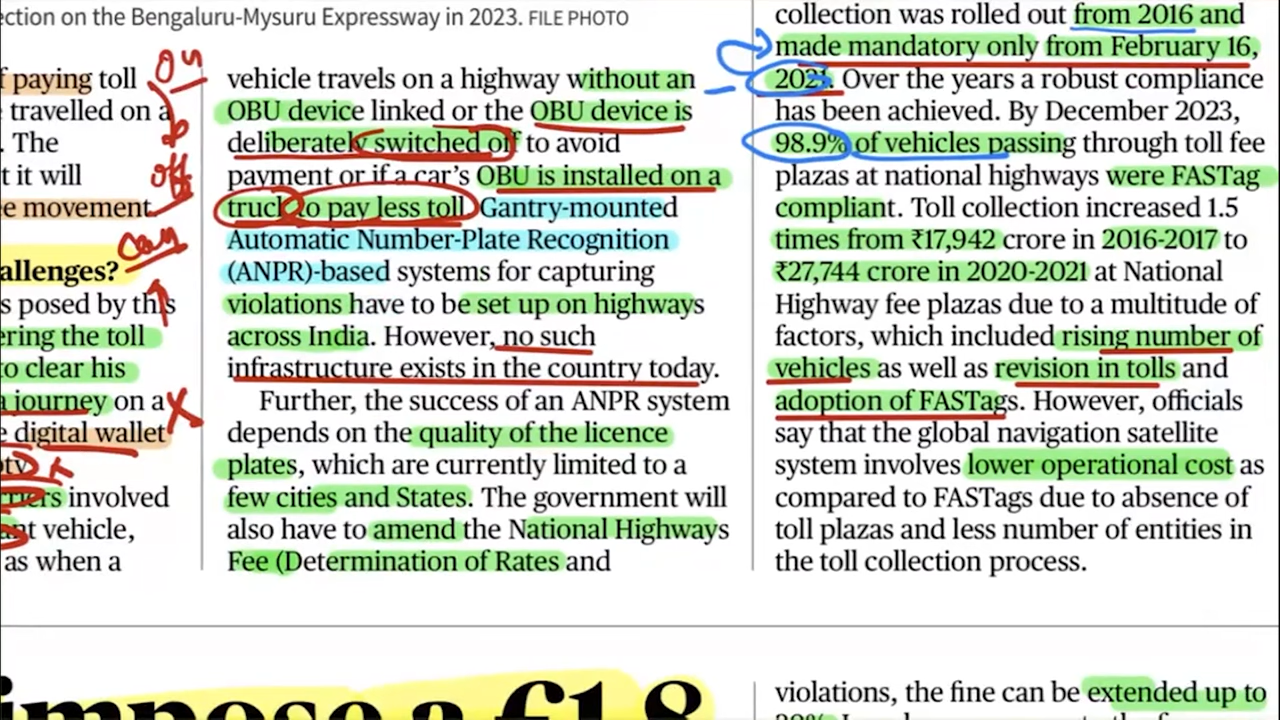 ection on the Bengaluru-Mysuru Expressway in 2023. FILE PHOTO
f paying toll
travelled on a
. The
t it will
e movement
allenges?
s posed by this
ering the toll
to clear his
a journey on a
e digital wallet
pty
rriers involved
ant vehicle,
as when a
on
off
car
vehicle travels on a highway without an
OBU device linked or the OBU device is
deliberately switched off to avoid
payment or if a car's OBU is installed on a
truck to pay less toll. Gantry-mounted
Automatic Number-Plate Recognition
(ANPR)-based systems for capturing
violations have to be set up on highways
across India. However, no such
infrastructure exists in the country today.
Further, the success of an ANPR system
depends on the quality of the licence
plates, which are currently limited to a
few cities and States. The government will
also have to amend the National Highways
Fee (Determination of Rates and
collection was rolled out from 2016 and
made mandatory only from February 16,
2021. Over the years a robust compliance
has been achieved. By December 2023,
98.9% of vehicles passing through toll fee
plazas at national highways were FASTag
compliant. Toll collection increased 1.5
times from ₹17,942 crore in 2016-2017 to
₹27,744 crore in 2020-2021 at National
Highway fee plazas due to a multitude of
factors, which included rising number of
vehicles as well as revision in tolls and
adoption of FASTags. However, officials
say that the global navigation satellite
system involves lower operational cost as
compared to FASTags due to absence of
toll plazas and less number of entities in
the toll collection process.
impose a £1.8
violations, the fine can be extended up to